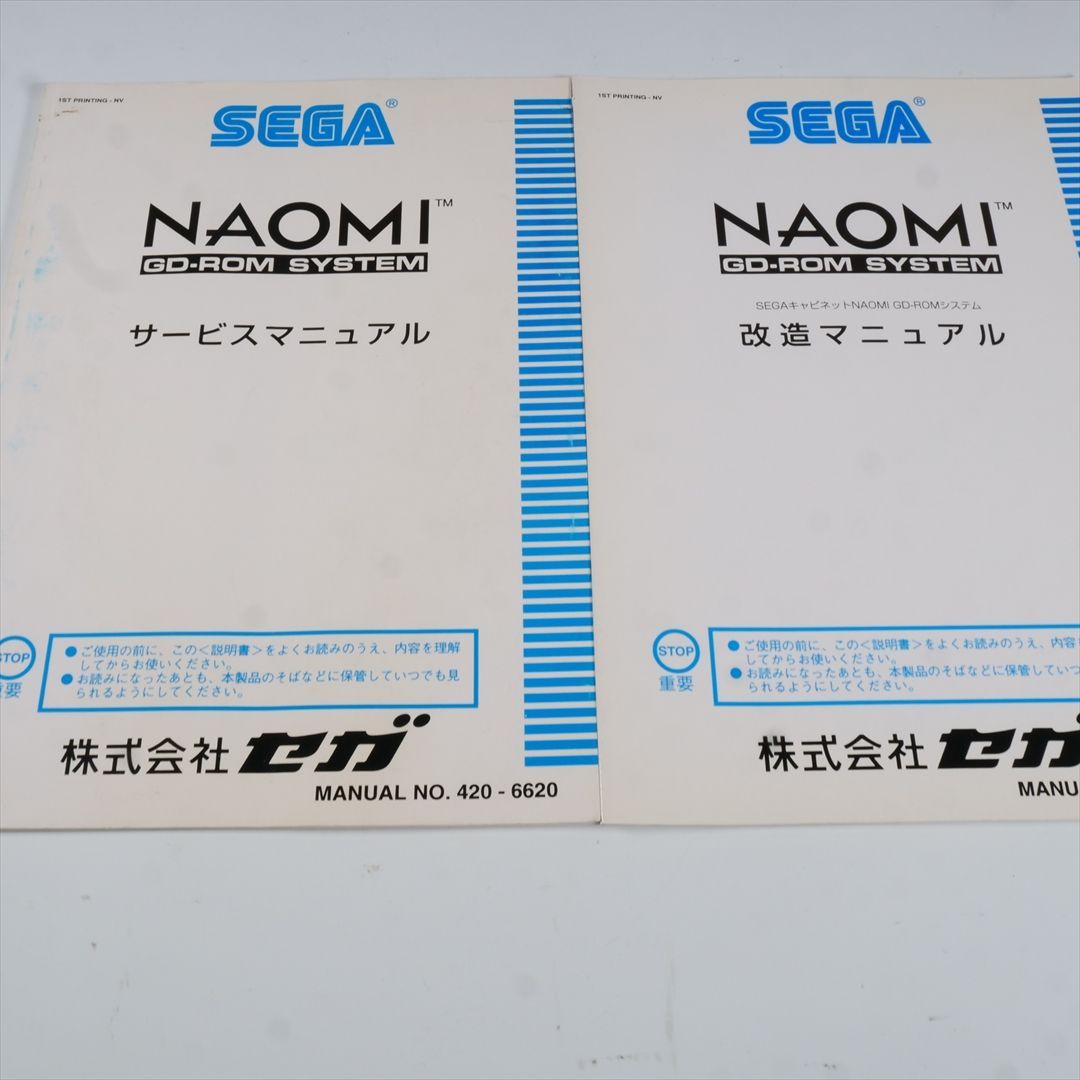 1ST PRINTING - NV
SEGA®
NAOMI™
GD-ROM SYSTEM
サービスマニュアル
STOP
重要
●ご使用の前に、この＜説明書＞をよくお読みのうえ、内容を理解
してからお使いください。
●お読みになったあとも、本製品のそばなどに保管していつでも見
られるようにしてください。
株式会社セガ
MANUAL NO. 420 - 6620
1ST PRINTING - NV
SEGA®
NAOMI™
GD-ROM SYSTEM
SEGAキャビネットNAOMI GD-ROMシステム
改造マニュアル
STOP
重要
●ご使用の前に、この＜説明書＞をよくお読みのうえ、内容を
してからお使いください。
●お読みになったあとも、本製品のそばなどに保管していつ
られるようにしてください。
株式会社セガ
MANU